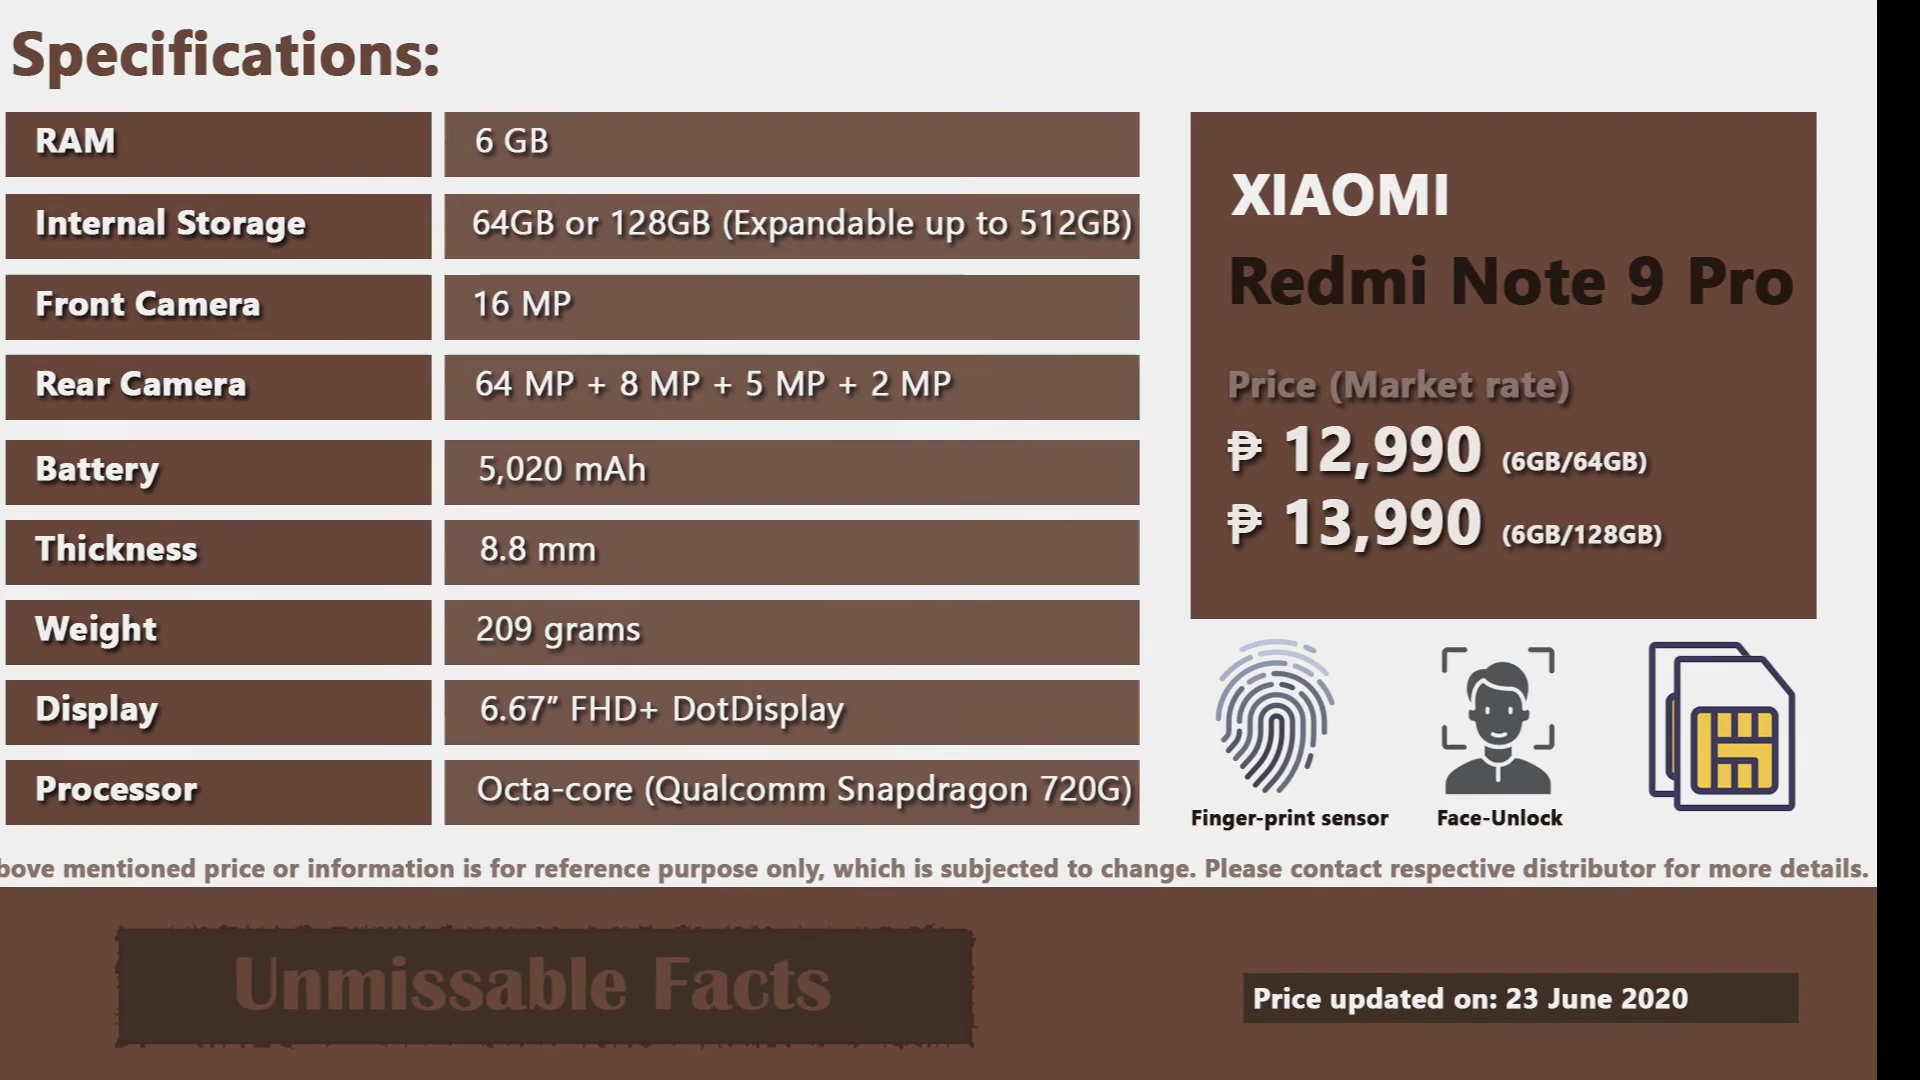 Specifications:
RAM
6 GB
Internal Storage
64GB or 128GB (Expandable up to 512GB)
Front Camera
16 MP
Rear Camera
64 MP + 8 MP + 5 MP + 2 MP
Battery
5,020 mAh
Thickness
8.8 mm
Weight
209 grams
Display
6.67” FHD+ DotDisplay
Processor
Octa-core (Qualcomm Snapdragon 720G)
XIAOMI
Redmi Note 9 Pro
Price (Market rate)
₱ 12,990 (6GB/64GB)
₱ 13,990 (6GB/128GB)
Finger-print sensor
Face-Unlock
bove mentioned price or information is for reference purpose only, which is subjected to change. Please contact respective distributor for more details.
Unmissable Facts
Price updated on: 23 June 2020